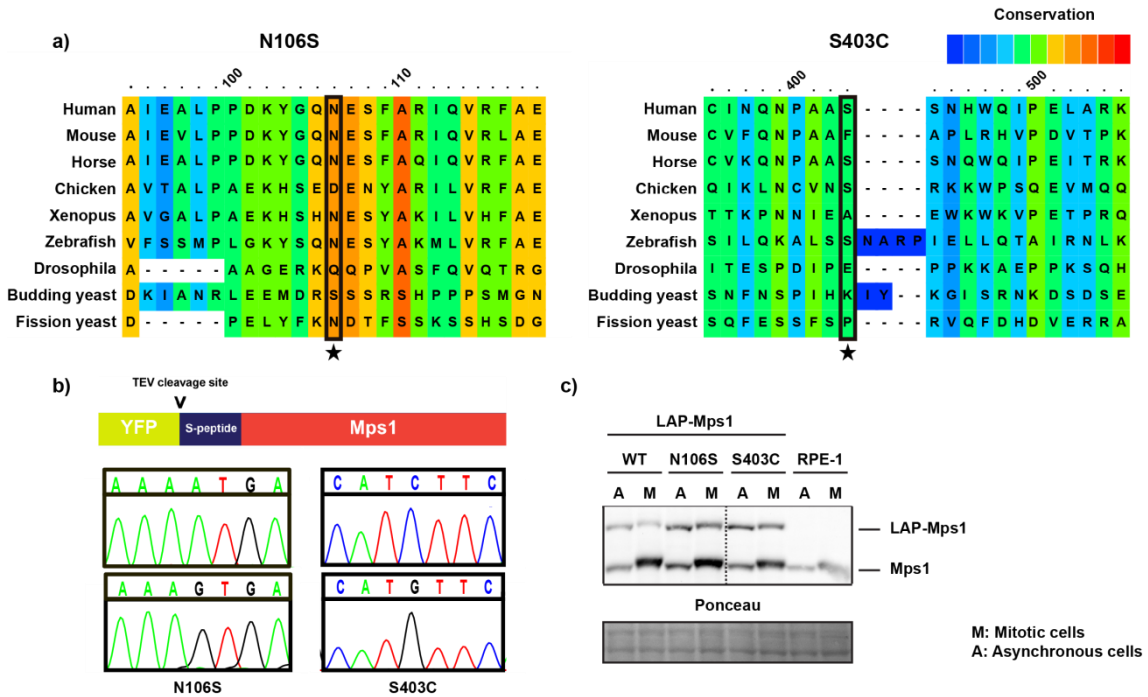 a)
N106S
S403C
Conservation
100 110
400 500
Human A I E A L P P D K Y G Q N E S F A R I Q V R F A E
Mouse A I E V L P P D K Y G Q N E S F A R I Q V R L A E
Horse A I E A L P P D K Y G Q N E S F A Q I Q V R F A E
Chicken A V T A L P A E K H S E D E N Y A R I L V R F A E
Xenopus A V G A L P A E K H S H N E S Y A K I L V H F A E
Zebrafish V F S S M P L G K Y S Q N E S Y A K M L V R F A E
Drosophila A - - - - - A A G E R K Q Q P V A S F Q V Q T R G
Budding yeast D K I A N R L E E M D R S S S R S H P P P S M G N
Fission yeast D - - - - - P E L Y F K N D T F S S K S S H S D G
Human C I N Q N P A A S - - - - S N H W Q I P E L A R K
Mouse C V F Q N P A A F - - - - A P L R H V P D V T P K
Horse C V K Q N P A A S - - - - S N Q W Q I P E I T R K
Chicken Q I K L N C V N S - - - - R K K W P S Q E V M Q Q
Xenopus T T K P N N I E A - - - - E W K W K V P E T P R Q
Zebrafish S I L Q K A L S S N A R P I E L L Q T A I R N L K
Drosophila I T E S P D I P E - - - - P P K K A E P P K S Q H
Budding yeast S N F N S P I H K I Y - - K G I S R N K D S D S E
Fission yeast S Q F E S S F S P - - - - R V Q F D H D V E R R A
b)
TEV cleavage site
YFP S-peptide Mps1
A A A A T G A
C A T C T T C
A A A G T G A
C A T G T T C
N106S
S403C
c)
LAP-Mps1
WT N106S S403C RPE-1
A M A M A M A M
LAP-Mps1
Mps1
Ponceau
M: Mitotic cells
A: Asynchronous cells